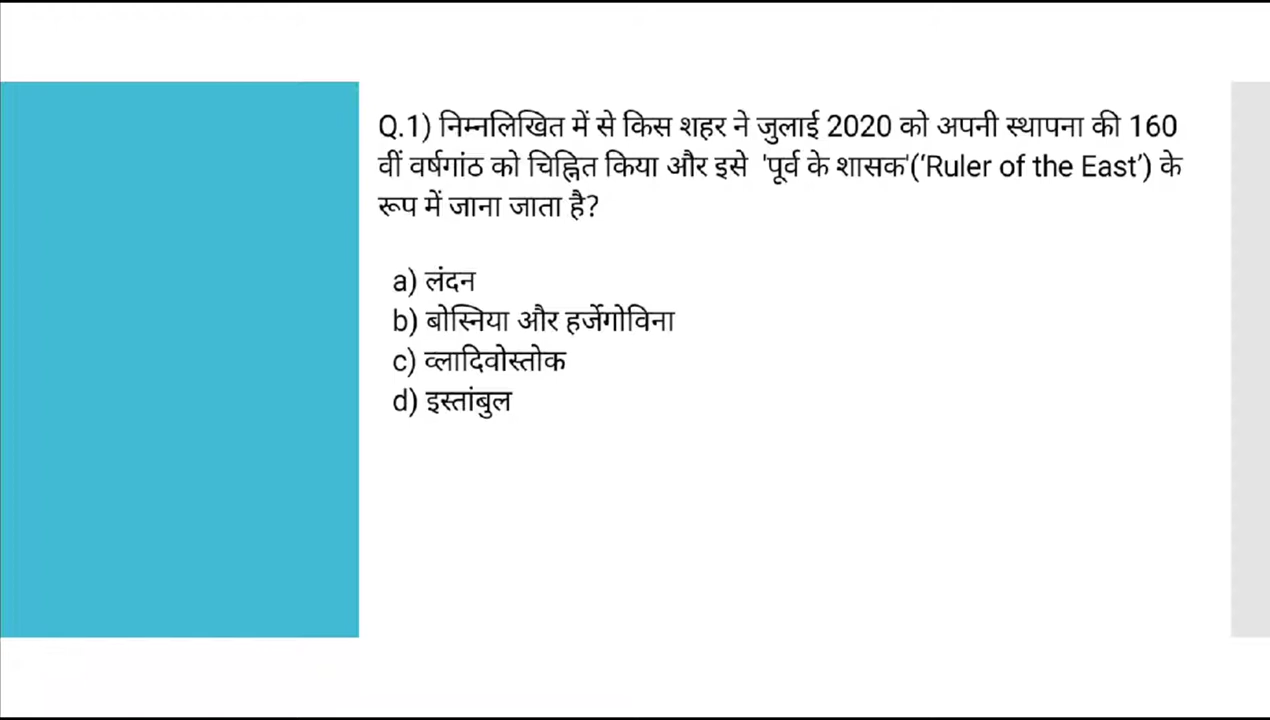 Q.1) निम्नलिखित में से किस शहर ने जुलाई 2020 को अपनी स्थापना की 160
वीं वर्षगांठ को चिह्नित किया और इसे 'पूर्व के शासक'(‘Ruler of the East’) के
रूप में जाना जाता है?
a) लंदन
b) बोस्निया और हर्जेगोविना
c) व्लादिवोस्तोक
d) इस्तांबुल